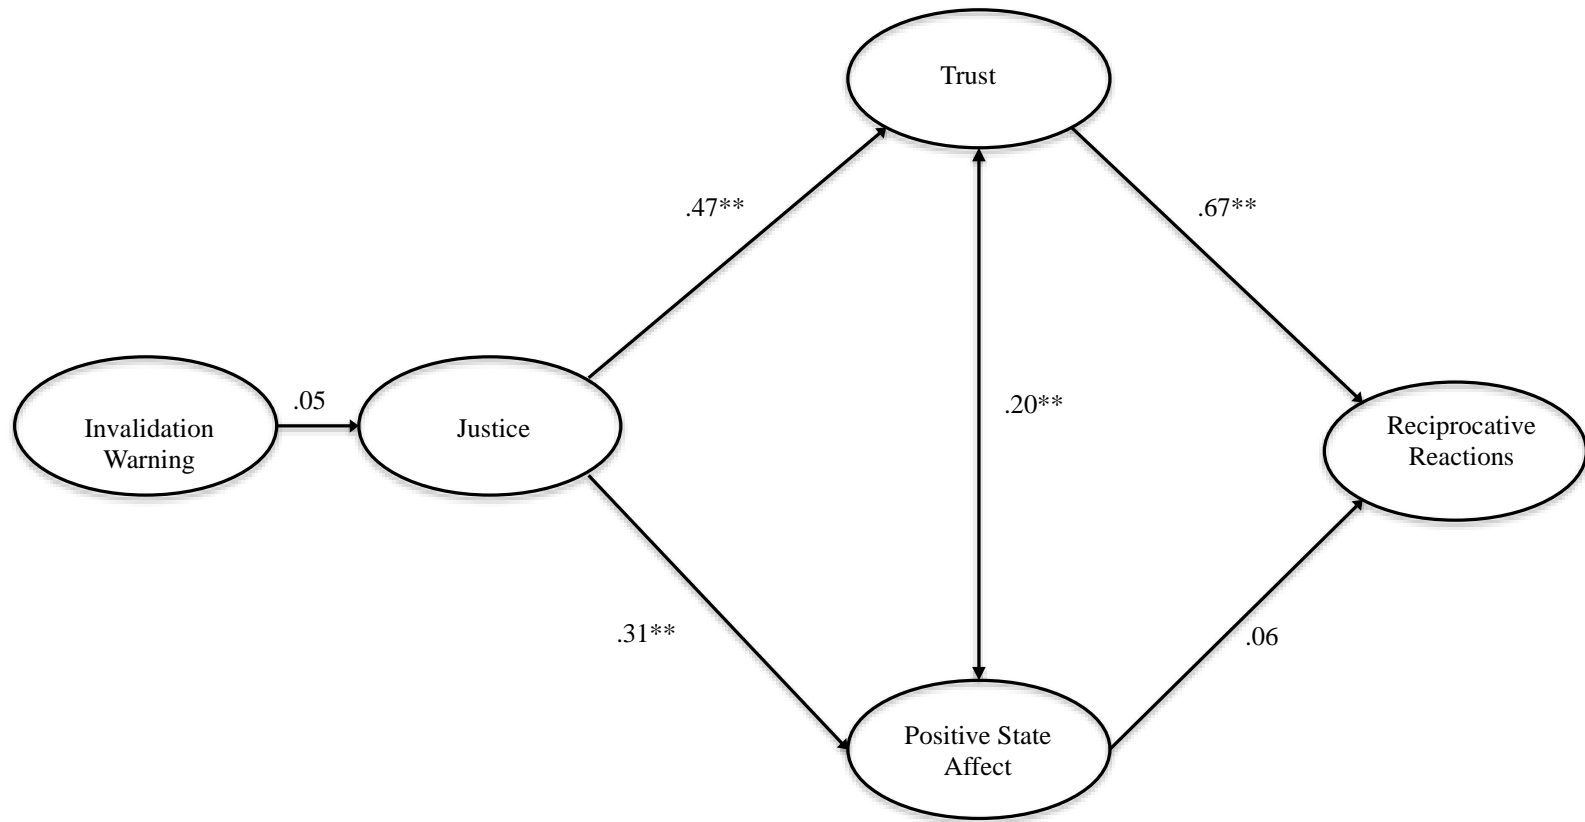 Trust
.47**
.67**
.05
Invalidation
Warning
Justice
.20**
Reciprocative
Reactions
.31**
.06
Positive State
Affect